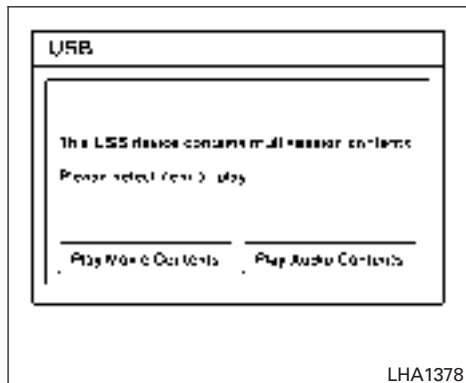 USB
This USB device contains multi session contents
Please select to play
Play Movie Contents
Play Audio Contents
LHA1378